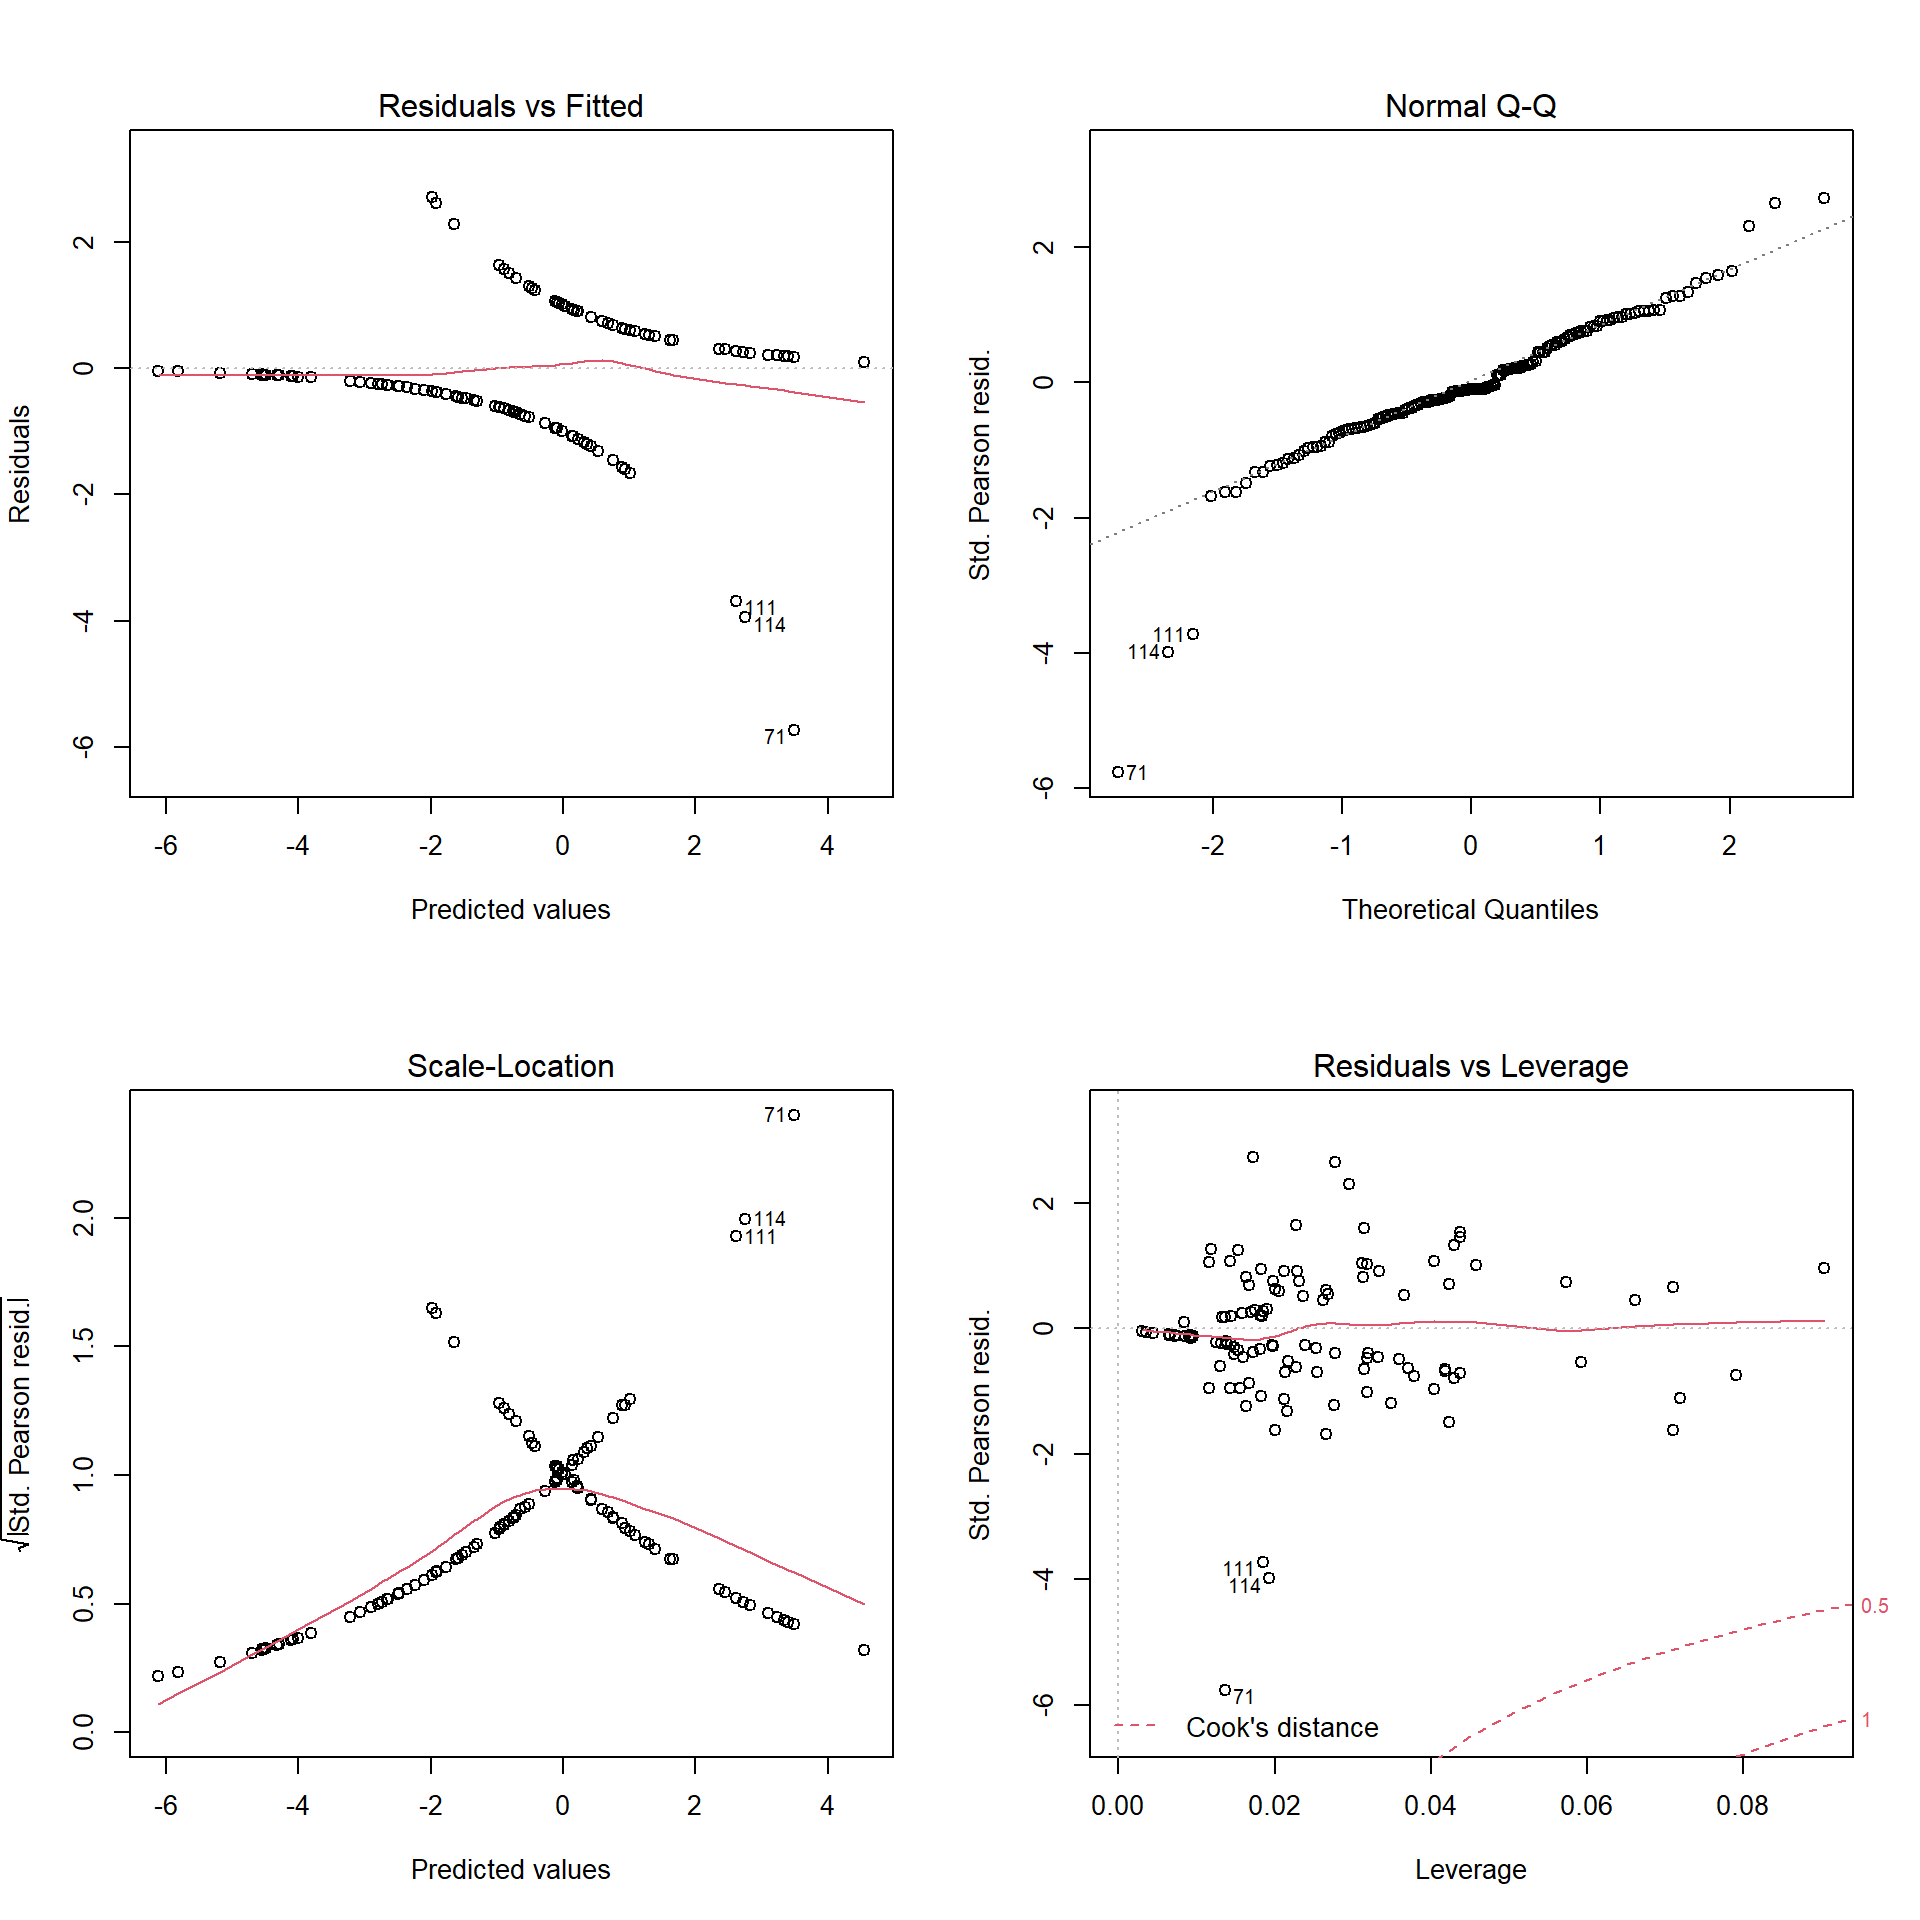 Residuals vs Fitted
Residuals
2
0
-2
-4
-6
111
114
71
-6 -4 -2 0 2 4
Predicted values
Normal Q-Q
Std. Pearson resid.
2
0
-2
-4
-6
111
114
71
-2 -1 0 1 2
Theoretical Quantiles
Scale-Location
√|Std. Pearson resid.|
2.0
1.5
1.0
0.5
0.0
71
114
111
-6 -4 -2 0 2 4
Predicted values
Residuals vs Leverage
Std. Pearson resid.
2
0
-2
-4
-6
111
114
71
Cook's distance
0.5
1
0.00 0.02 0.04 0.06 0.08
Leverage